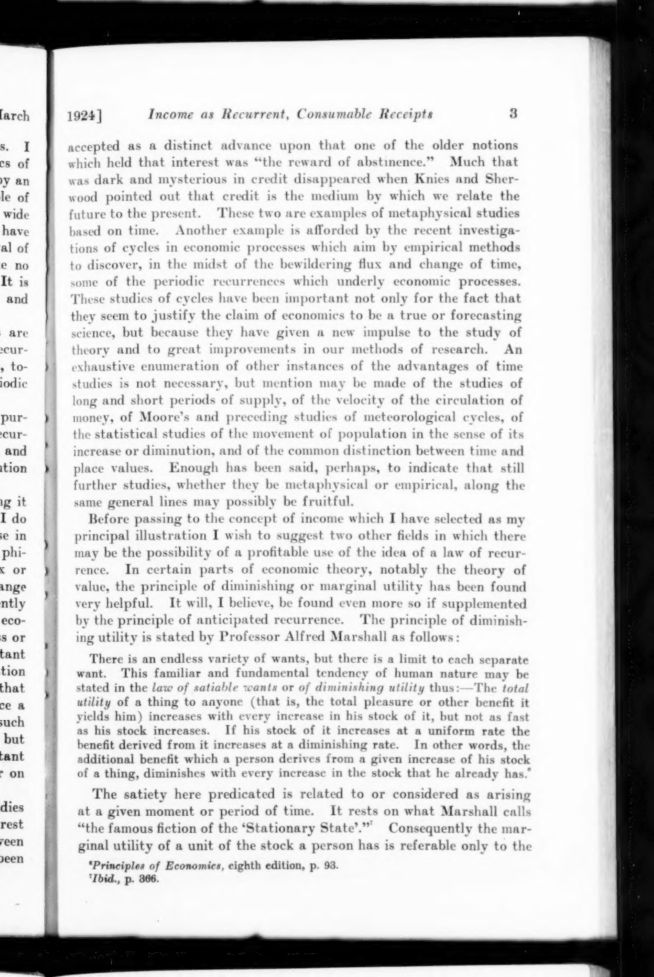 1924] Income as Recurrent, Consumable Receipts 3
accepted as a distinct advance upon that one of the older notions
which held that interest was “the reward of abstinence.” Much that
was dark and mysterious in credit disappeared when Knies and Sher-
wood pointed out that credit is the medium by which we relate the
future to the present. These two are examples of metaphysical studies
based on time. Another example is afforded by the recent investiga-
tions of cycles in economic processes which aim by empirical methods
to discover, in the midst of the bewildering flux and change of time,
some of the periodic recurrences which underly economic processes.
These studies of cycles have been important not only for the fact that
they seem to justify the claim of economics to be a true or forecasting
science, but because they have given a new impulse to the study of
theory and to great improvements in our methods of research. An
exhaustive enumeration of other instances of the advantages of time
studies is not necessary, but mention may be made of the studies of
long and short periods of supply, of the velocity of the circulation of
money, of Moore's and preceding studies of meteorological cycles, of
the statistical studies of the movement of population in the sense of its
increase or diminution, and of the common distinction between time and
place values. Enough has been said, perhaps, to indicate that still
further studies, whether they be metaphysical or empirical, along the
same general lines may possibly be fruitful.
Before passing to the concept of income which I have selected as my
principal illustration I wish to suggest two other fields in which there
may be the possibility of a profitable use of the idea of a law of recur-
rence. In certain parts of economic theory, notably the theory of
value, the principle of diminishing or marginal utility has been found
very helpful. It will, I believe, be found even more so if supplemented
by the principle of anticipated recurrence. The principle of diminish-
ing utility is stated by Professor Alfred Marshall as follows:
There is an endless variety of wants, but there is a limit to each separate
want. This familiar and fundamental tendency of human nature may be
stated in the law of satiable wants or of diminishing utility thus:—The total
utility of a thing to anyone (that is, the total pleasure or other benefit it
yields him) increases with every increase in his stock of it, but not as fast
as his stock increases. If his stock of it increases at a uniform rate the
benefit derived from it increases at a diminishing rate. In other words, the
additional benefit which a person derives from a given increase of his stock
of a thing, diminishes with every increase in the stock that he already has.⁶
The satiety here predicated is related to or considered as arising
at a given moment or period of time. It rests on what Marshall calls
“the famous fiction of the ‘Stationary State’.”⁷ Consequently the mar-
ginal utility of a unit of the stock a person has is referable only to the
⁶Principles of Economics, eighth edition, p. 93.
⁷Ibid., p. 366.